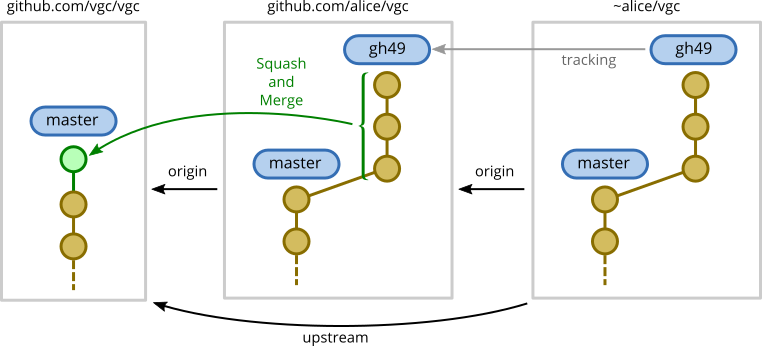 github.com/vgc/vgc
github.com/alice/vgc
~alice/vgc
gh49
gh49
tracking
Squash
and
Merge
master
master
master
origin
origin
upstream